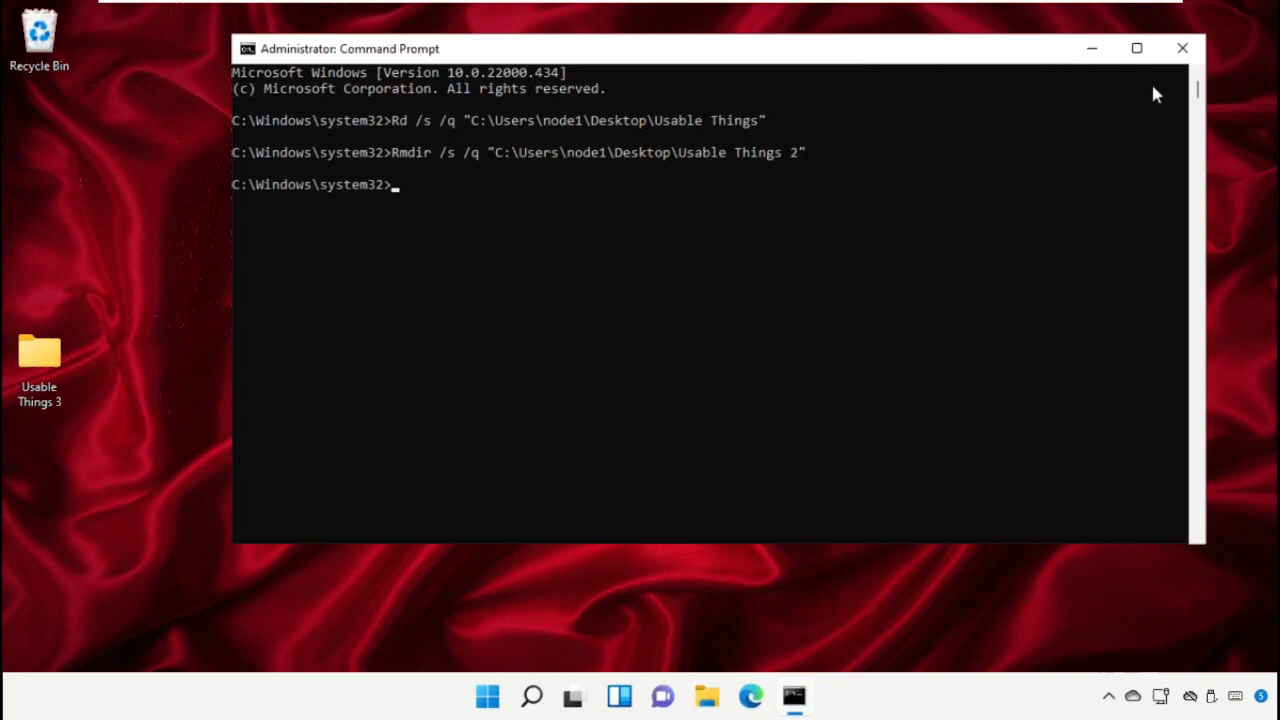 Recycle Bin
Administrator: Command Prompt
Microsoft Windows [Version 10.0.22000.434]
(c) Microsoft Corporation. All rights reserved.
C:\Windows\system32>Rd /s /q "C:\Users\node1\Desktop\Usable Things"
C:\Windows\system32>Rmdir /s /q "C:\Users\node1\Desktop\Usable Things 2"
C:\Windows\system32>
Usable
Things 3
5